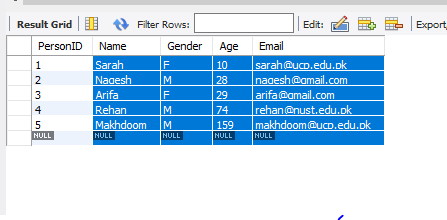 Result Grid Filter Rows: Edit: Export
PersonID Name Gender Age Email
1 Sarah F 10 sarah@ucp.edu.pk
2 Nagesh M 28 nagesh@gmail.com
3 Arifa F 29 arifa@gmail.com
4 Rehan M 74 rehan@nust.edu.pk
5 Makhdoom M 159 makhdoom@ucp.edu.pk
NULL NULL NULL NULL NULL